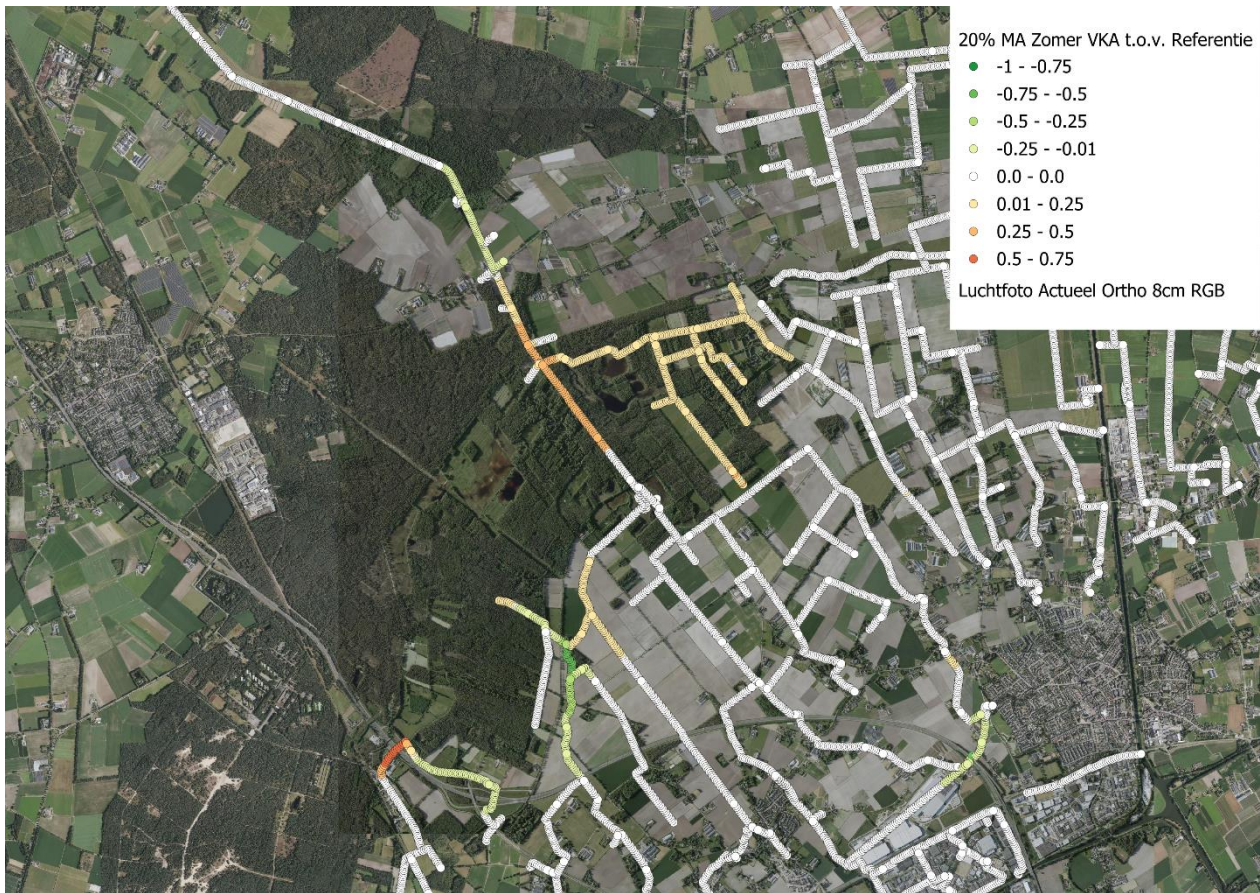 20% MA Zomer VKA t.o.v. Referentie
-1 - -0.75
-0.75 - -0.5
-0.5 - -0.25
-0.25 - -0.01
0.0 - 0.0
0.01 - 0.25
0.25 - 0.5
0.5 - 0.75
Luchtfoto Actueel Ortho 8cm RGB